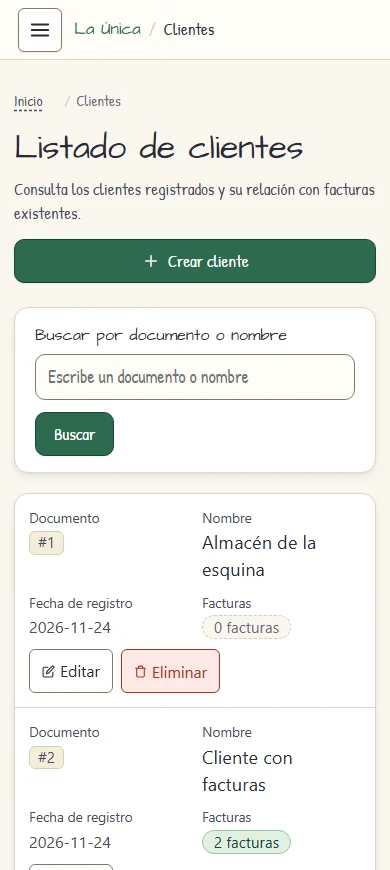 La Única / Clientes
Inicio / Clientes
Listado de clientes
Consulta los clientes registrados y su relación con facturas
existentes.
+ Crear cliente
Buscar por documento o nombre
Escribe un documento o nombre
Buscar
Documento Nombre
#1 Almacén de la
esquina
Fecha de registro Facturas
2026-11-24 0 facturas
Editar Eliminar
Documento Nombre
#2 Cliente con
facturas
Fecha de registro Facturas
2026-11-24 2 facturas